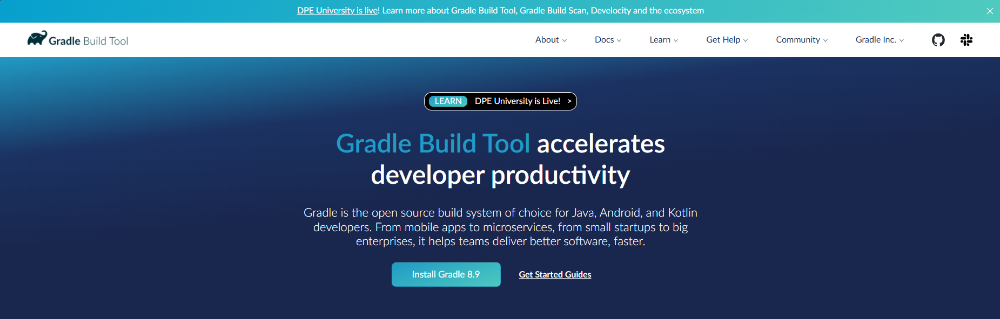 DPE University is live! Learn more about Gradle Build Tool, Gradle Build Scan, Develocity and the ecosystem
Gradle Build Tool
About
Docs
Learn
Get Help
Community
Gradle Inc.
LEARN DPE University is Live! >
Gradle Build Tool accelerates
developer productivity
Gradle is the open source build system of choice for Java, Android, and Kotlin
developers. From mobile apps to microservices, from small startups to big
enterprises, it helps teams deliver better software, faster.
Install Gradle 8.9
Get Started Guides